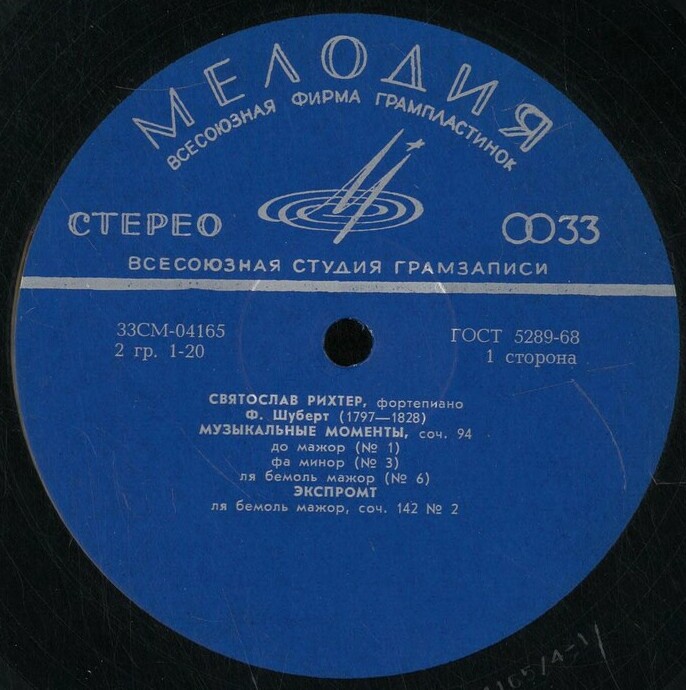 МЕЛОДИЯ
ВСЕСОЮЗНАЯ ФИРМА ГРАМПЛАСТИНОК
СТЕРЕО
33
ВСЕСОЮЗНАЯ СТУДИЯ ГРАМЗАПИСИ
33СМ-04165
ГОСТ 5289-68
2 гр. 1-20
1 сторона
СВЯТОСЛАВ РИХТЕР, фортепиано
Ф. Шуберт (1797—1828)
МУЗЫКАЛЬНЫЕ МОМЕНТЫ, соч. 94
до мажор (№ 1)
фа минор (№ 3)
ля бемоль мажор (№ 6)
ЭКСПРОМТ
ля бемоль мажор, соч. 142 № 2